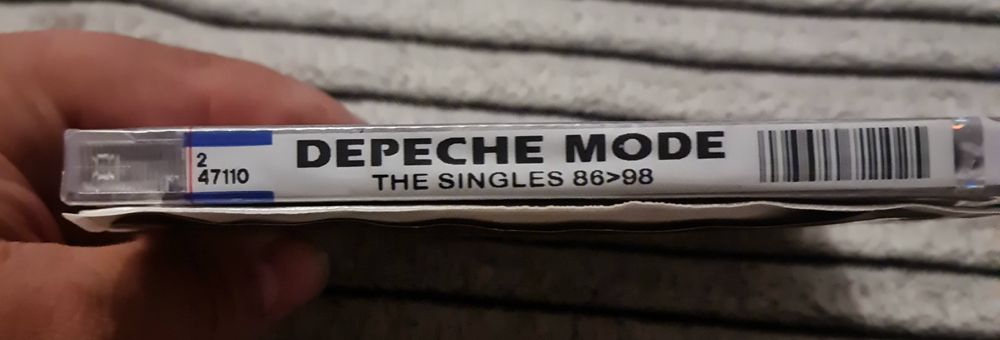 2
47110
DEPECHE MODE
THE SINGLES 86>98